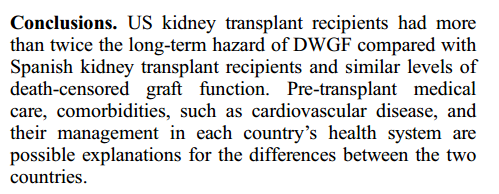 Conclusions. US kidney transplant recipients had more
than twice the long-term hazard of DWGF compared with
Spanish kidney transplant recipients and similar levels of
death-censored graft function. Pre-transplant medical
care, comorbidities, such as cardiovascular disease, and
their management in each country's health system are
possible explanations for the differences between the two
countries.